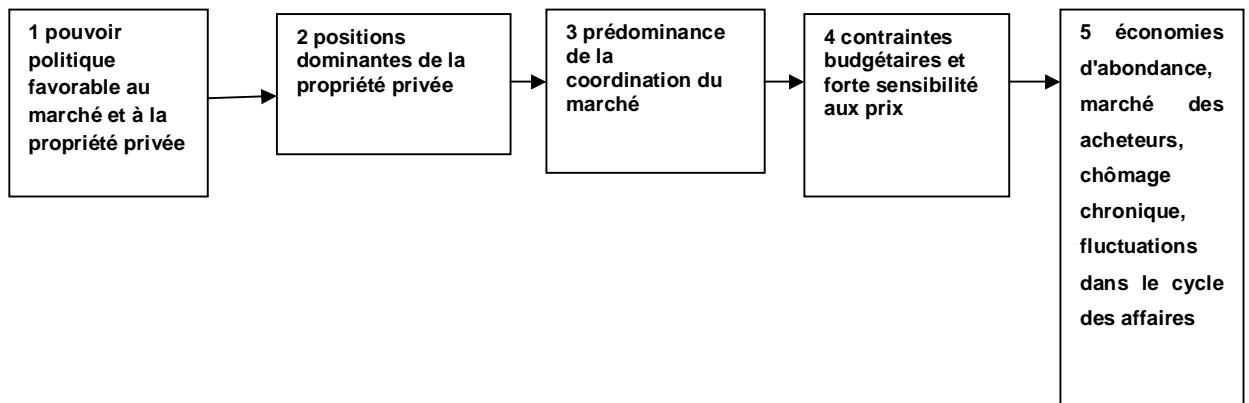 1 pouvoir
politique
favorable au
marché et à la
propriété privée
2 positions
dominantes de la
propriété privée
3 prédominance
de la
coordination du
marché
4 contraintes
budgétaires et
forte sensibilité
aux prix
5 économies
d'abondance,
marché des
acheteurs,
chômage
chronique,
fluctuations
dans le cycle
des affaires